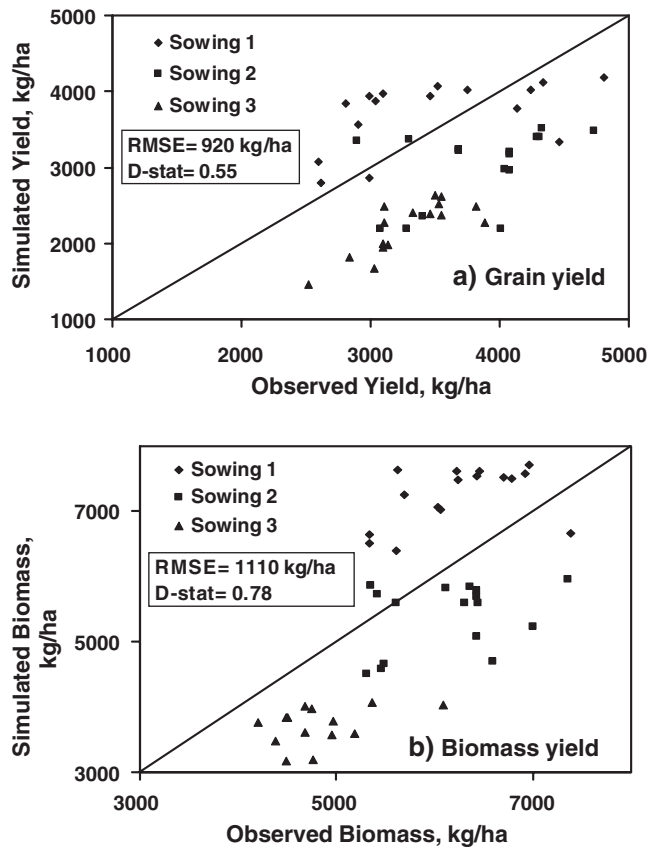 5000
4000
3000
2000
1000
Simulated Yield, kg/ha
Sowing 1
Sowing 2
Sowing 3
RMSE= 920 kg/ha
D-stat= 0.55
a) Grain yield
1000 2000 3000 4000 5000
Observed Yield, kg/ha
7000
5000
3000
Simulated Biomass,
kg/ha
Sowing 1
Sowing 2
Sowing 3
RMSE= 1110 kg/ha
D-stat= 0.78
b) Biomass yield
3000 5000 7000
Observed Biomass, kg/ha